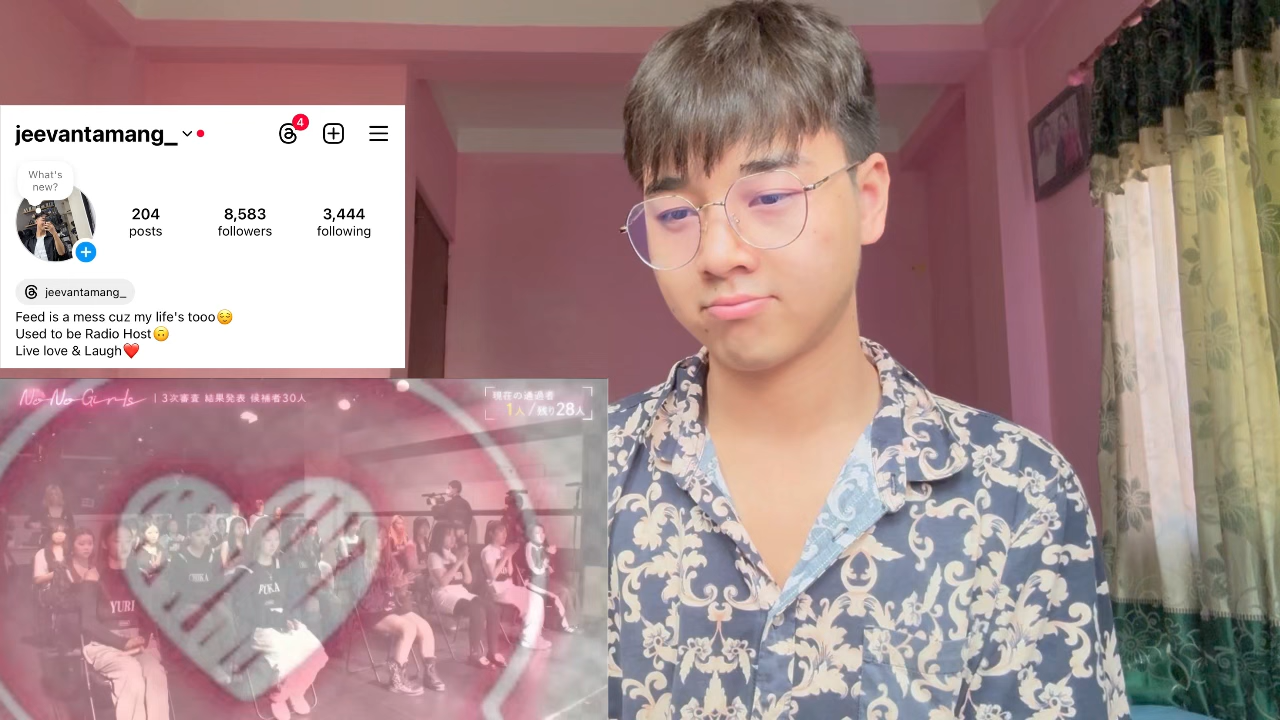 jeevantamang_
4
What's
new?
204
posts
8,583
followers
3,444
following
jeevantamang_
Feed is a mess cuz my life's tooo😌
Used to be Radio Host🙃
Live love & Laugh❤️
No No Girls | 3次審査 結果発表 候補者30人
現在の通過者
1人/残り28人
YURI